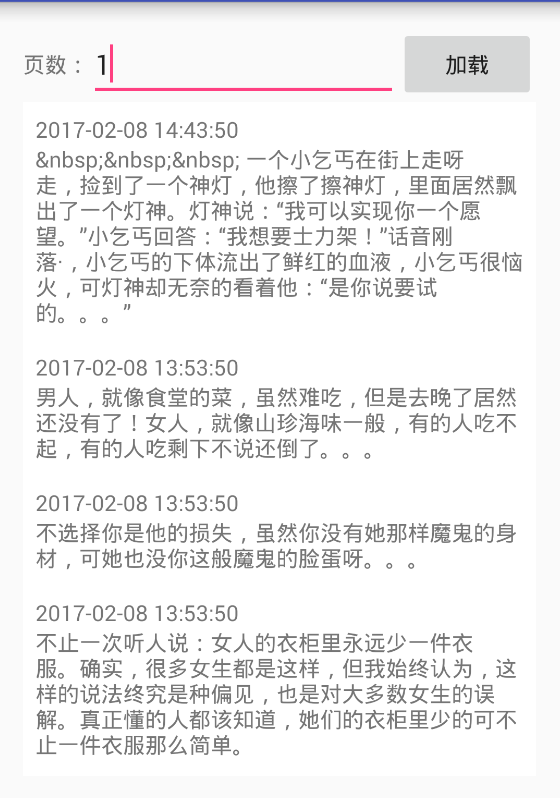 页数： 1 加载
2017-02-08 14:43:50
&nbsp;&nbsp;&nbsp; 一个小乞丐在街上走呀
走，捡到了一个神灯，他擦了擦神灯，里面居然飘
出了一个灯神。灯神说：“我可以实现你一个愿
望。”小乞丐回答：“我想要士力架！”话音刚
落·，小乞丐的下体流出了鲜红的血液，小乞丐很恼
火，可灯神却无奈的看着他：“是你说要试
的。。。”
2017-02-08 13:53:50
男人，就像食堂的菜，虽然难吃，但是去晚了居然
还没有了！女人，就像山珍海味一般，有的人吃不
起，有的人吃剩下不说还倒了。。。
2017-02-08 13:53:50
不选择你是他的损失，虽然你没有她那样魔鬼的身
材，可她也没你这般魔鬼的脸蛋呀。。。
2017-02-08 13:53:50
不止一次听人说：女人的衣柜里永远少一件衣
服。确实，很多女生都是这样，但我始终认为，这
样的说法终究是种偏见，也是对大多数女生的误
解。真正懂的人都该知道，她们的衣柜里少的可不
止一件衣服那么简单。